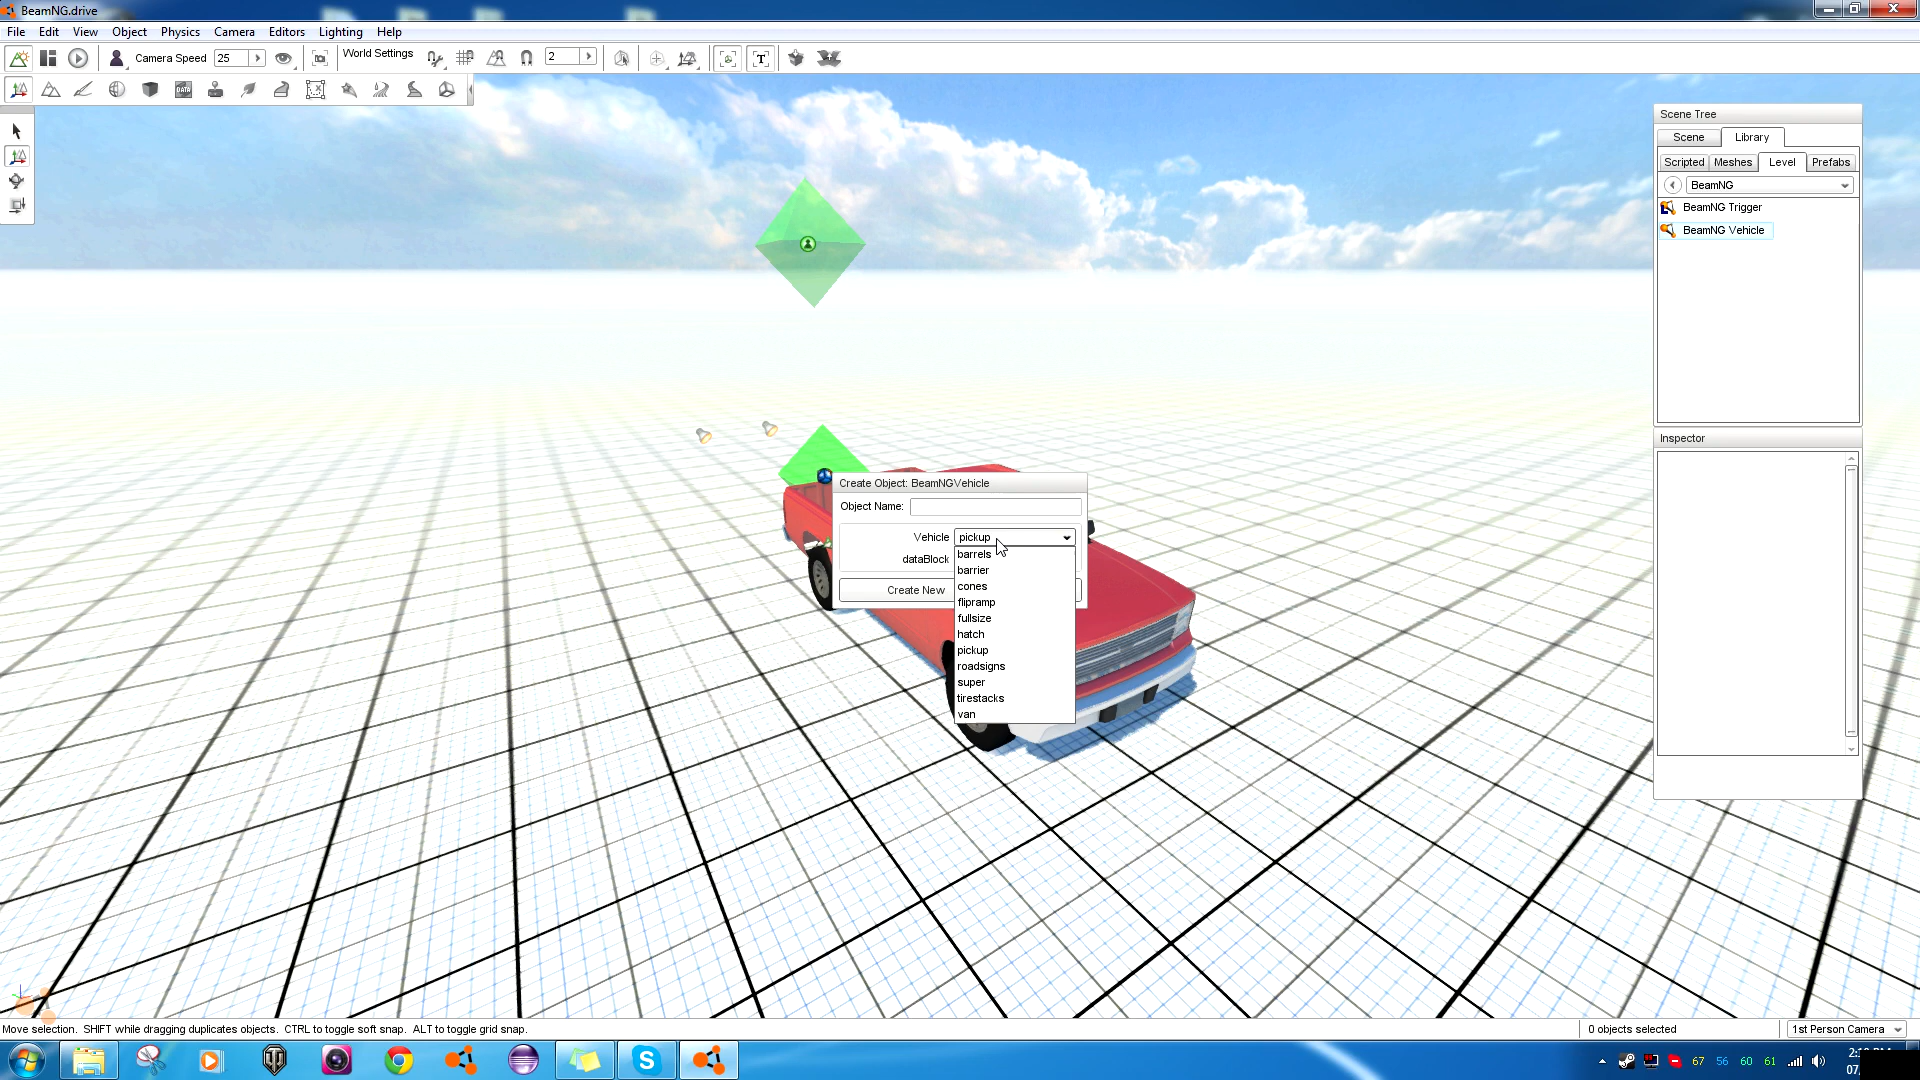 BeamNG.drive
File Edit View Object Physics Camera Editors Lighting Help
Camera Speed 25 World Settings 2
T
DATA
Scene Tree
Scene Library
Scripted Meshes Level Prefabs
BeamNG
BeamNG Trigger
BeamNG Vehicle
Inspector
Create Object: BeamNGVehicle
Object Name:
Vehicle pickup
dataBlock
Create New
barrels
barrier
cones
flipramp
fullsize
hatch
pickup
roadsigns
super
tirestacks
van
Move selection. SHIFT while dragging duplicates objects. CTRL to toggle soft snap. ALT to toggle grid snap.
0 objects selected
1st Person Camera
S
67 56 60 61